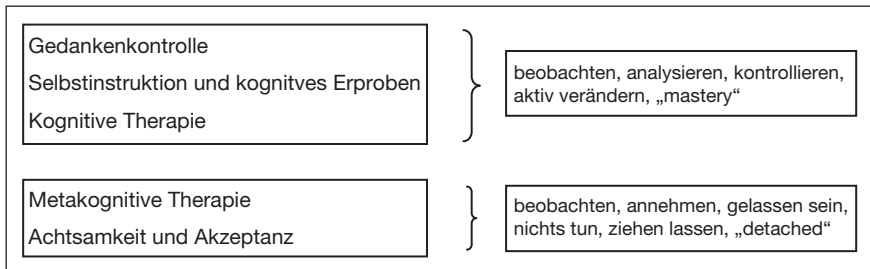 Gedankenkontrolle
Selbstinstruktion und kognitves Erproben
Kognitive Therapie
beobachten, analysieren, kontrollieren,
aktiv verändern, „mastery“
Metakognitive Therapie
Achtsamkeit und Akzeptanz
beobachten, annehmen, gelassen sein,
nichts tun, ziehen lassen, „detached“